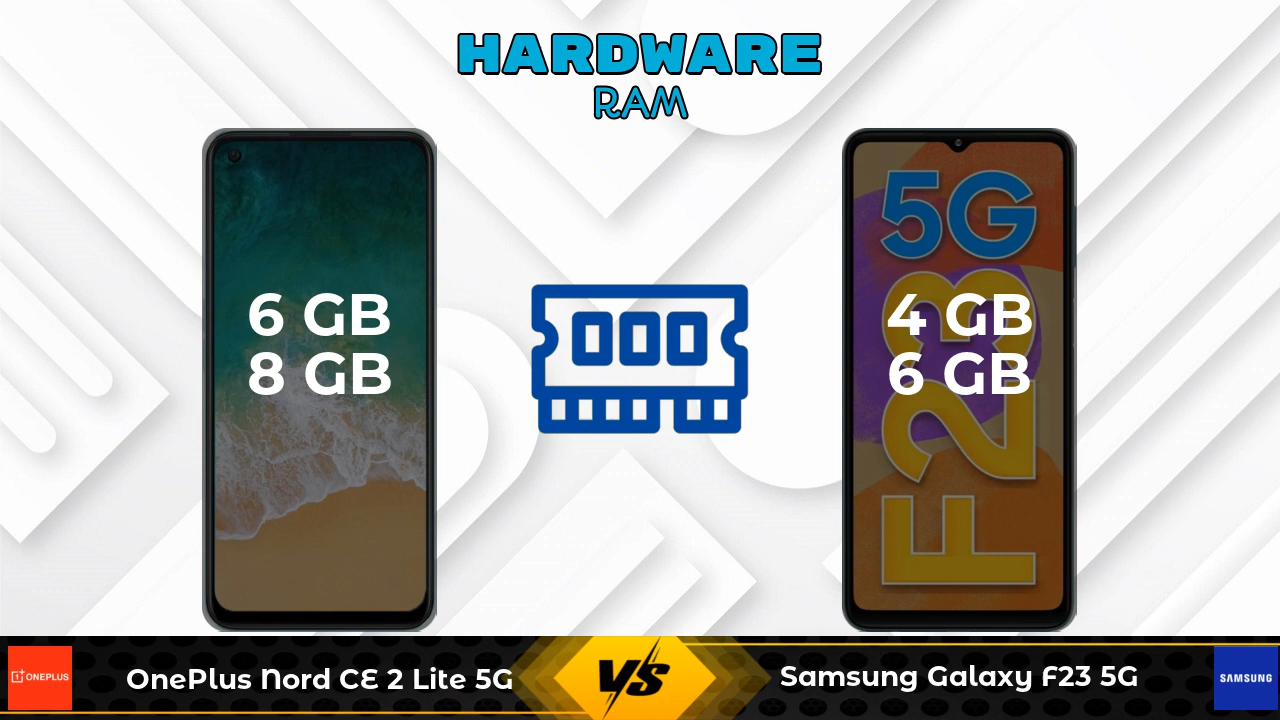 HARDWARE
RAM
6 GB
8 GB
5G
F23
4 GB
6 GB
1+ ONEPLUS
OnePlus Nord CE 2 Lite 5G
VS
Samsung Galaxy F23 5G
SAMSUNG